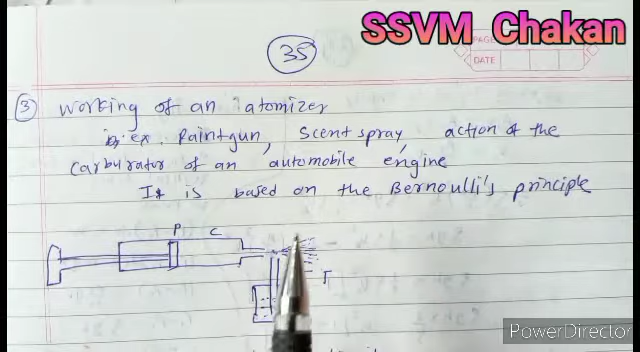 SSVM Chakan
PAGE
DATE
35
3 Working of an atomizer
ex. Paintgun, Scent spray, action of the
Carburator of an automobile engine
It is based on the Bernoulli's principle
P C
T
PowerDirector